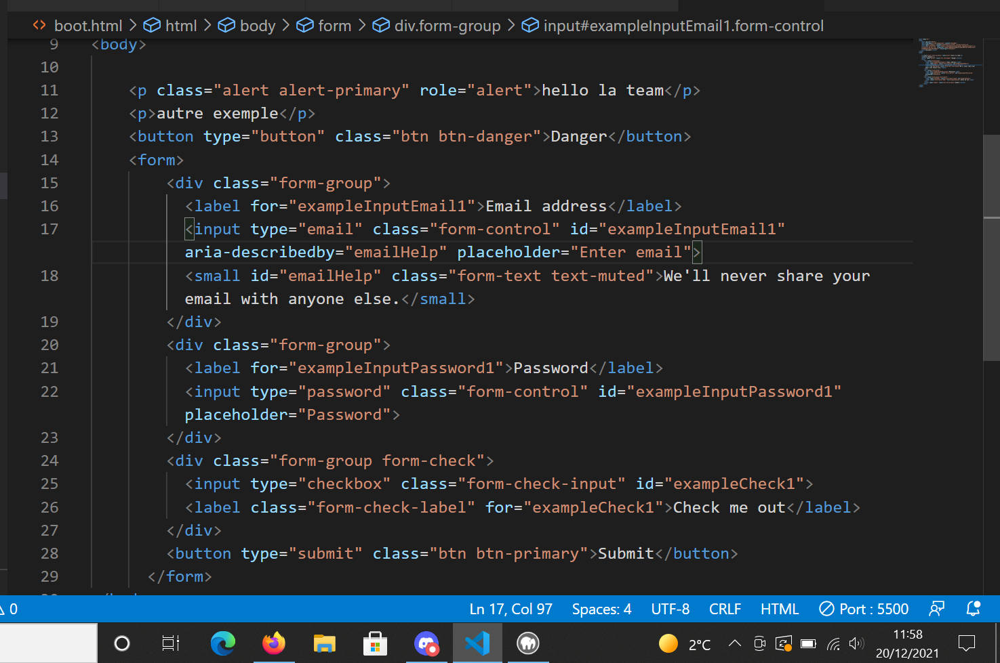 boot.html > html > body > form > div.form-group > input#exampleInputEmail1.form-control
9 <body>
10
11 <p class="alert alert-primary" role="alert">hello la team</p>
12 <p>autre exemple</p>
13 <button type="button" class="btn btn-danger">Danger</button>
14 <form>
15 <div class="form-group">
16 <label for="exampleInputEmail1">Email address</label>
17 <input type="email" class="form-control" id="exampleInputEmail1"
aria-describedby="emailHelp" placeholder="Enter email">
18 <small id="emailHelp" class="form-text text-muted">We'll never share your
email with anyone else.</small>
19 </div>
20 <div class="form-group">
21 <label for="exampleInputPassword1">Password</label>
22 <input type="password" class="form-control" id="exampleInputPassword1"
placeholder="Password">
23 </div>
24 <div class="form-group form-check">
25 <input type="checkbox" class="form-check-input" id="exampleCheck1">
26 <label class="form-check-label" for="exampleCheck1">Check me out</label>
27 </div>
28 <button type="submit" class="btn btn-primary">Submit</button>
29 </form>
0 Ln 17, Col 97 Spaces: 4 UTF-8 CRLF HTML Port : 5500
2°C
11:58
20/12/2021